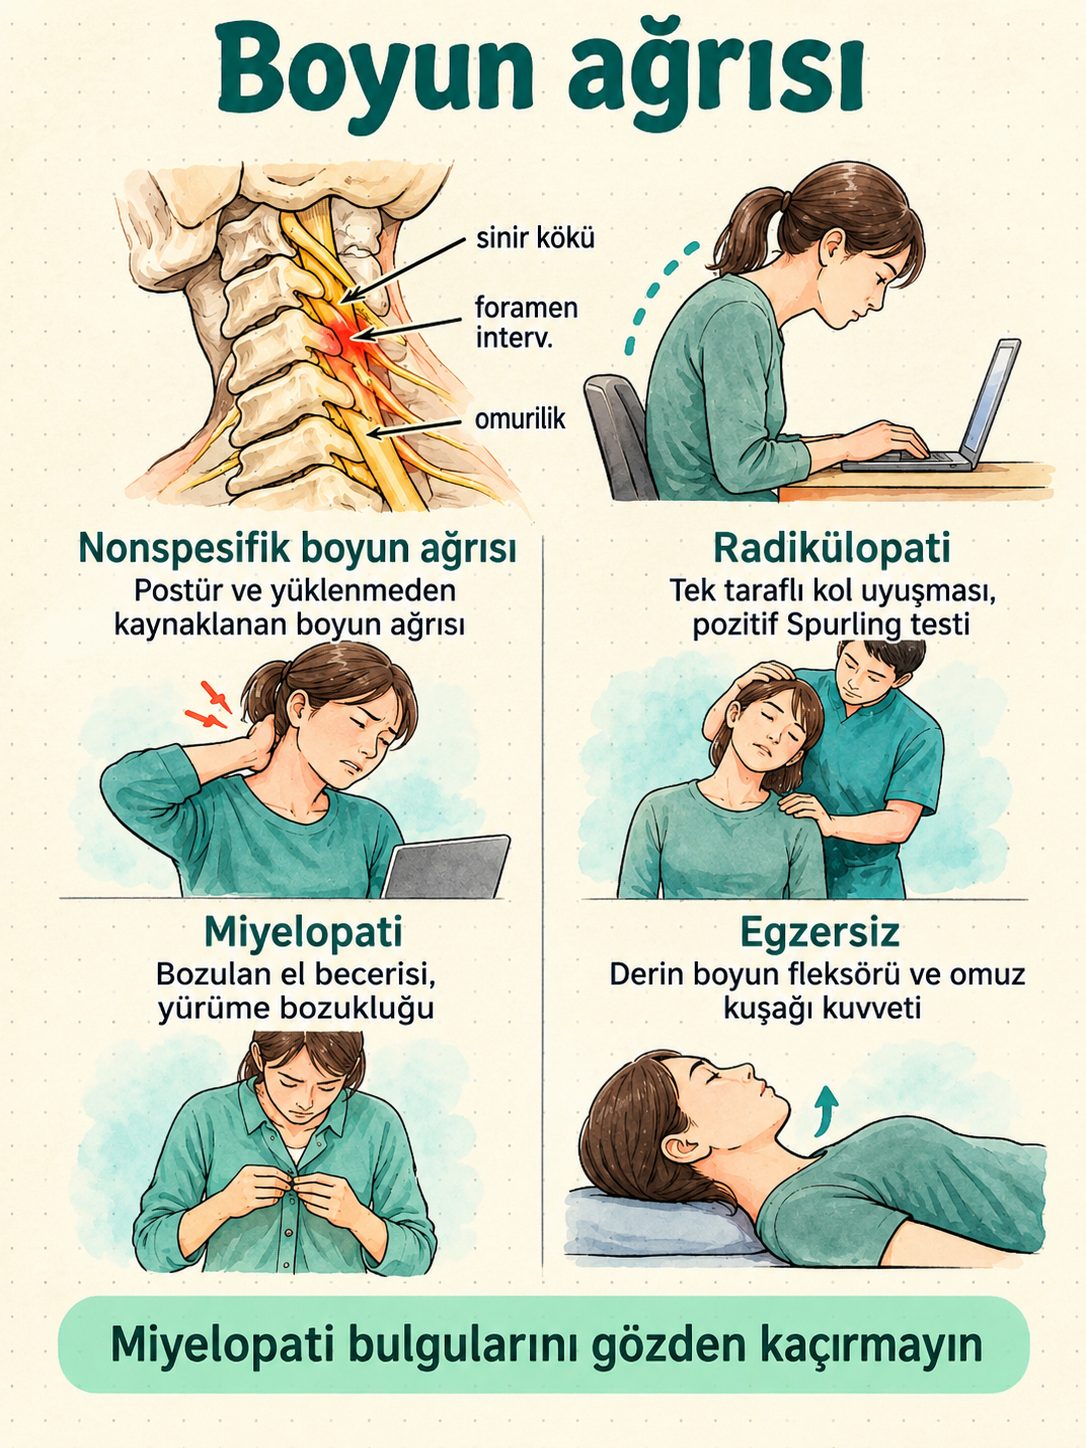 Boyun ağrısı
sinir kökü
foramen
interv.
omurilik
Nonspesifik boyun ağrısı
Postür ve yüklenmeden
kaynaklanan boyun ağrısı
Radikülopati
Tek taraflı kol uyuşması,
pozitif Spurling testi
Miyelopati
Bozulan el becerisi,
yürüme bozukluğu
Egzersiz
Derin boyun fleksörü ve omuz
kuşağı kuvveti
Miyelopati bulgularını gözden kaçırmayın